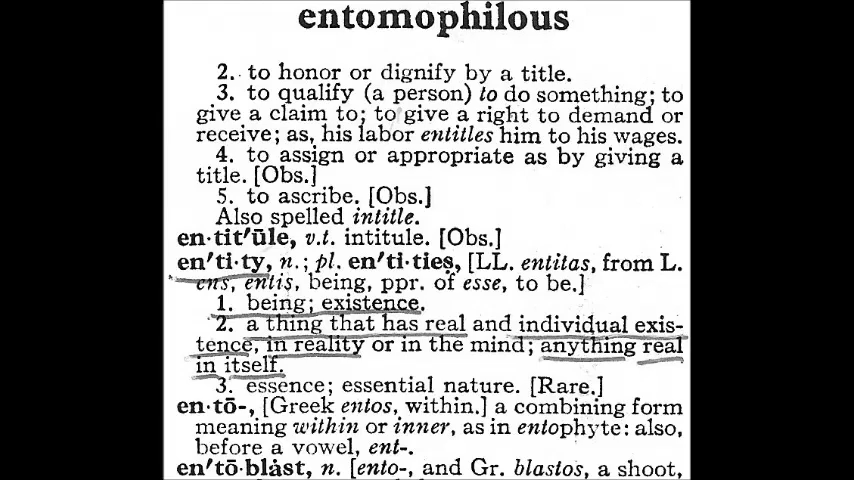 entomophilous
2. to honor or dignify by a title.
3. to qualify (a person) to do something; to
give a claim to; to give a right to demand or
receive; as, his labor entitles him to his wages.
4. to assign or appropriate as by giving a
title. [Obs.]
5. to ascribe. [Obs.]
Also spelled intitle.
en·tit′ūle, v.t. intitule. [Obs.]
en′ti·ty, n.; pl. en′ti·tieș, [LL. entitas, from L.
ens, entis, being, ppr. of esse, to be.]
1. being; existence.
2. a thing that has real and individual exis-
tence, in reality or in the mind; anything real
in itself.
3. essence; essential nature. [Rare.]
en·tō-, [Greek entos, within.] a combining form
meaning within or inner, as in entophyte: also,
before a vowel, ent-.
en′tō·blȧst, n. [ento-, and Gr. blastos, a shoot,